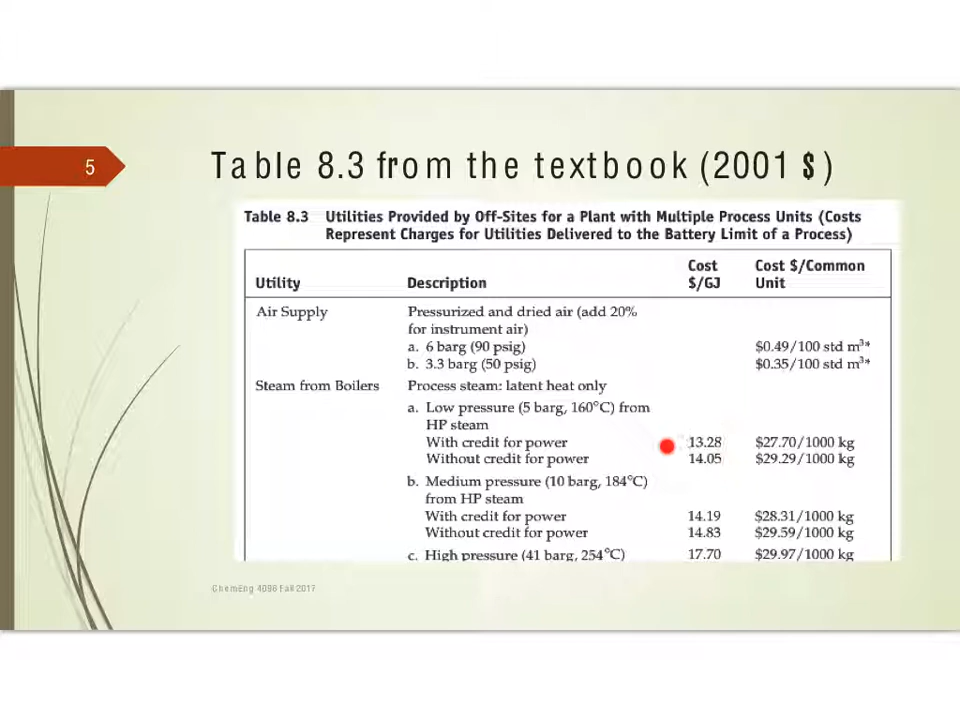 5
Table 8.3 from the textbook (2001 $)
Table 8.3 Utilities Provided by Off-Sites for a Plant with Multiple Process Units (Costs
Represent Charges for Utilities Delivered to the Battery Limit of a Process)
Utility Description Cost $/GJ Cost $/Common Unit
Air Supply Pressurized and dried air (add 20%
for instrument air)
a. 6 barg (90 psig) $0.49/100 std m³*
b. 3.3 barg (50 psig) $0.35/100 std m³*
Steam from Boilers Process steam: latent heat only
a. Low pressure (5 barg, 160°C) from
HP steam
With credit for power 13.28 $27.70/1000 kg
Without credit for power 14.05 $29.29/1000 kg
b. Medium pressure (10 barg, 184°C)
from HP steam
With credit for power 14.19 $28.31/1000 kg
Without credit for power 14.83 $29.59/1000 kg
c. High pressure (41 barg, 254°C) 17.70 $29.97/1000 kg
ChemEng 4096 Fall 2017